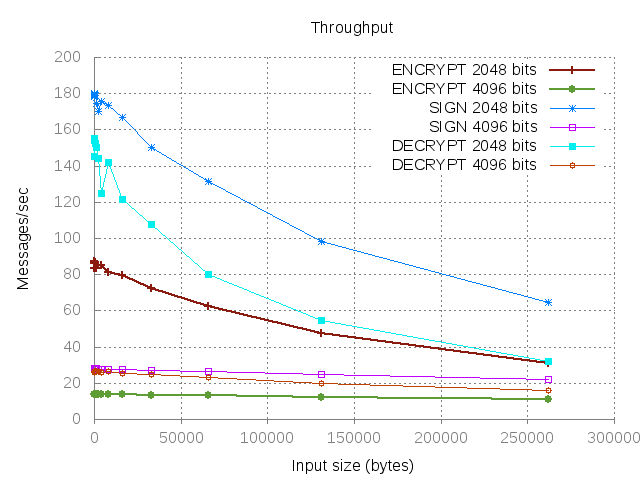 Throughput
200
180
160
140
120
100
80
60
40
20
0
Messages/sec
ENCRYPT 2048 bits
ENCRYPT 4096 bits
SIGN 2048 bits
SIGN 4096 bits
DECRYPT 2048 bits
DECRYPT 4096 bits
0 50000 100000 150000 200000 250000 300000
Input size (bytes)